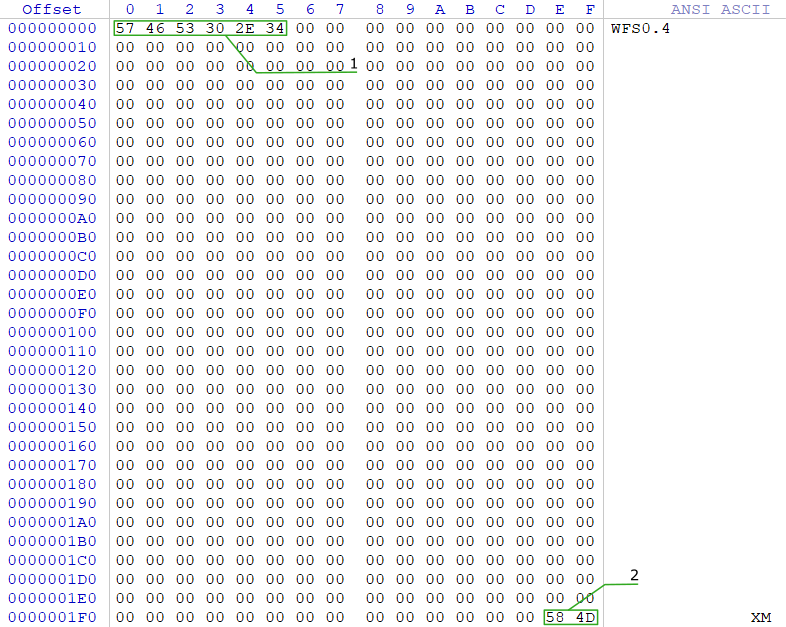 Offset 0 1 2 3 4 5 6 7 8 9 A B C D E F ANSI ASCII
000000000 57 46 53 30 2E 34 00 00 00 00 00 00 00 00 00 00 WFS0.4
000000010 00 00 00 00 00 00 00 00 00 00 00 00 00 00 00 00
000000020 00 00 00 00 00 00 00 00 00 00 00 00 00 00 00 00
1
000000030 00 00 00 00 00 00 00 00 00 00 00 00 00 00 00 00
000000040 00 00 00 00 00 00 00 00 00 00 00 00 00 00 00 00
000000050 00 00 00 00 00 00 00 00 00 00 00 00 00 00 00 00
000000060 00 00 00 00 00 00 00 00 00 00 00 00 00 00 00 00
000000070 00 00 00 00 00 00 00 00 00 00 00 00 00 00 00 00
000000080 00 00 00 00 00 00 00 00 00 00 00 00 00 00 00 00
000000090 00 00 00 00 00 00 00 00 00 00 00 00 00 00 00 00
0000000A0 00 00 00 00 00 00 00 00 00 00 00 00 00 00 00 00
0000000B0 00 00 00 00 00 00 00 00 00 00 00 00 00 00 00 00
0000000C0 00 00 00 00 00 00 00 00 00 00 00 00 00 00 00 00
0000000D0 00 00 00 00 00 00 00 00 00 00 00 00 00 00 00 00
0000000E0 00 00 00 00 00 00 00 00 00 00 00 00 00 00 00 00
0000000F0 00 00 00 00 00 00 00 00 00 00 00 00 00 00 00 00
000000100 00 00 00 00 00 00 00 00 00 00 00 00 00 00 00 00
000000110 00 00 00 00 00 00 00 00 00 00 00 00 00 00 00 00
000000120 00 00 00 00 00 00 00 00 00 00 00 00 00 00 00 00
000000130 00 00 00 00 00 00 00 00 00 00 00 00 00 00 00 00
000000140 00 00 00 00 00 00 00 00 00 00 00 00 00 00 00 00
000000150 00 00 00 00 00 00 00 00 00 00 00 00 00 00 00 00
000000160 00 00 00 00 00 00 00 00 00 00 00 00 00 00 00 00
000000170 00 00 00 00 00 00 00 00 00 00 00 00 00 00 00 00
000000180 00 00 00 00 00 00 00 00 00 00 00 00 00 00 00 00
000000190 00 00 00 00 00 00 00 00 00 00 00 00 00 00 00 00
0000001A0 00 00 00 00 00 00 00 00 00 00 00 00 00 00 00 00
0000001B0 00 00 00 00 00 00 00 00 00 00 00 00 00 00 00 00
0000001C0 00 00 00 00 00 00 00 00 00 00 00 00 00 00 00 00
0000001D0 00 00 00 00 00 00 00 00 00 00 00 00 00 00 00 00
2
0000001E0 00 00 00 00 00 00 00 00 00 00 00 00 00 00 00 00
0000001F0 00 00 00 00 00 00 00 00 00 00 00 00 00 00 58 4D XM